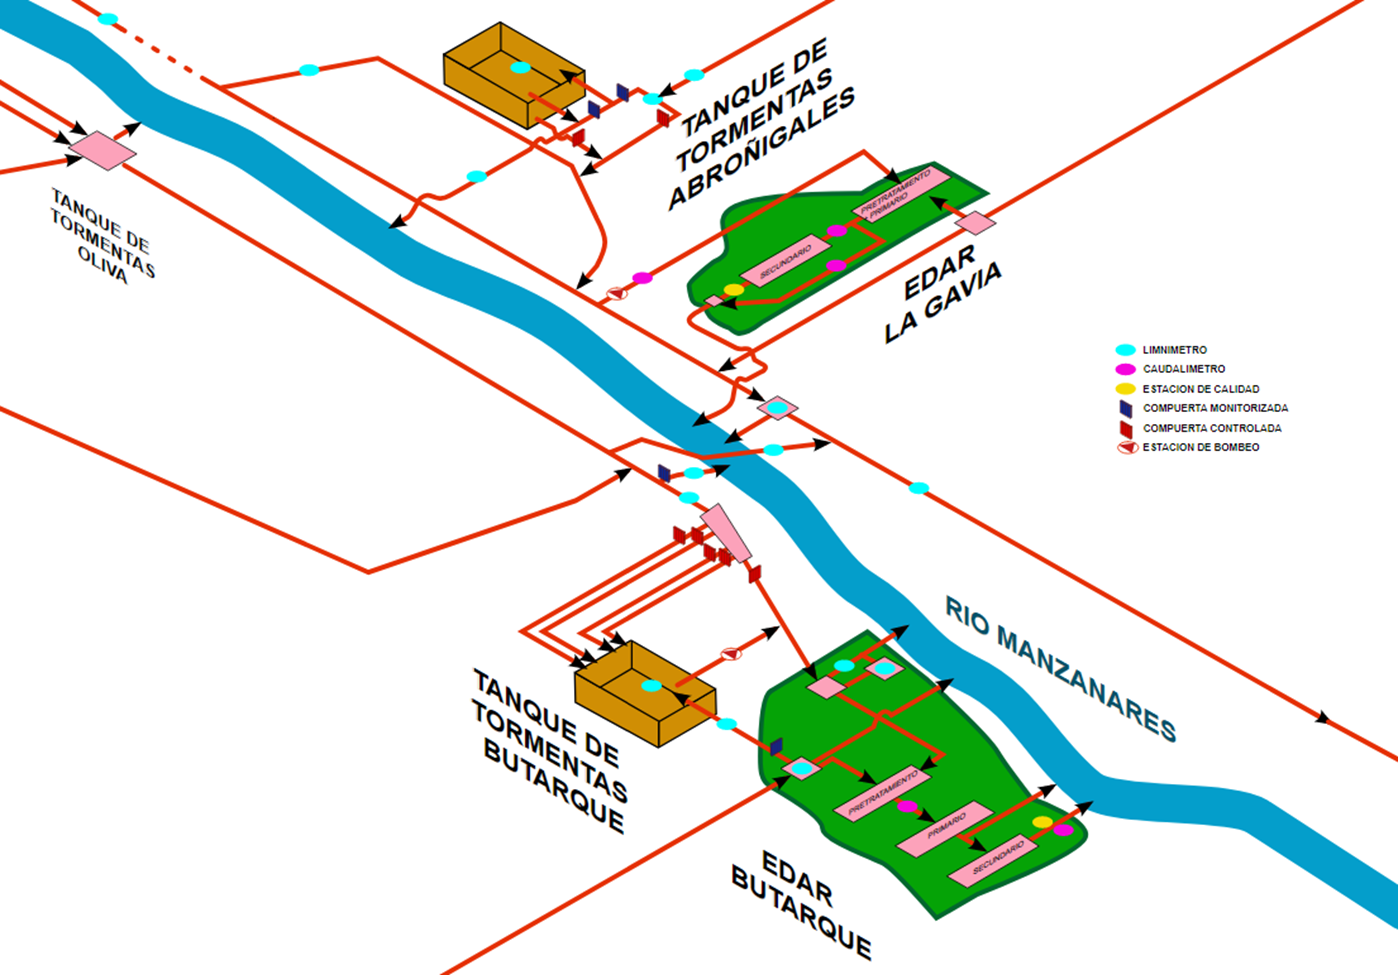 TANQUE DE
TORMENTAS
ABROÑIGALES
TANQUE DE
TORMENTAS
OLIVA
PRETRATAMIENTO
PRIMARIO
SECUNDARIO
EDAR
LA GAVIA
LIMNIMETRO
CAUDALIMETRO
ESTACION DE CALIDAD
COMPUERTA MONITORIZADA
COMPUERTA CONTROLADA
ESTACION DE BOMBEO
RIO MANZANARES
TANQUE DE
TORMENTAS
BUTARQUE
PRETRATAMIENTO
PRIMARIO
SECUNDARIO
EDAR
BUTARQUE